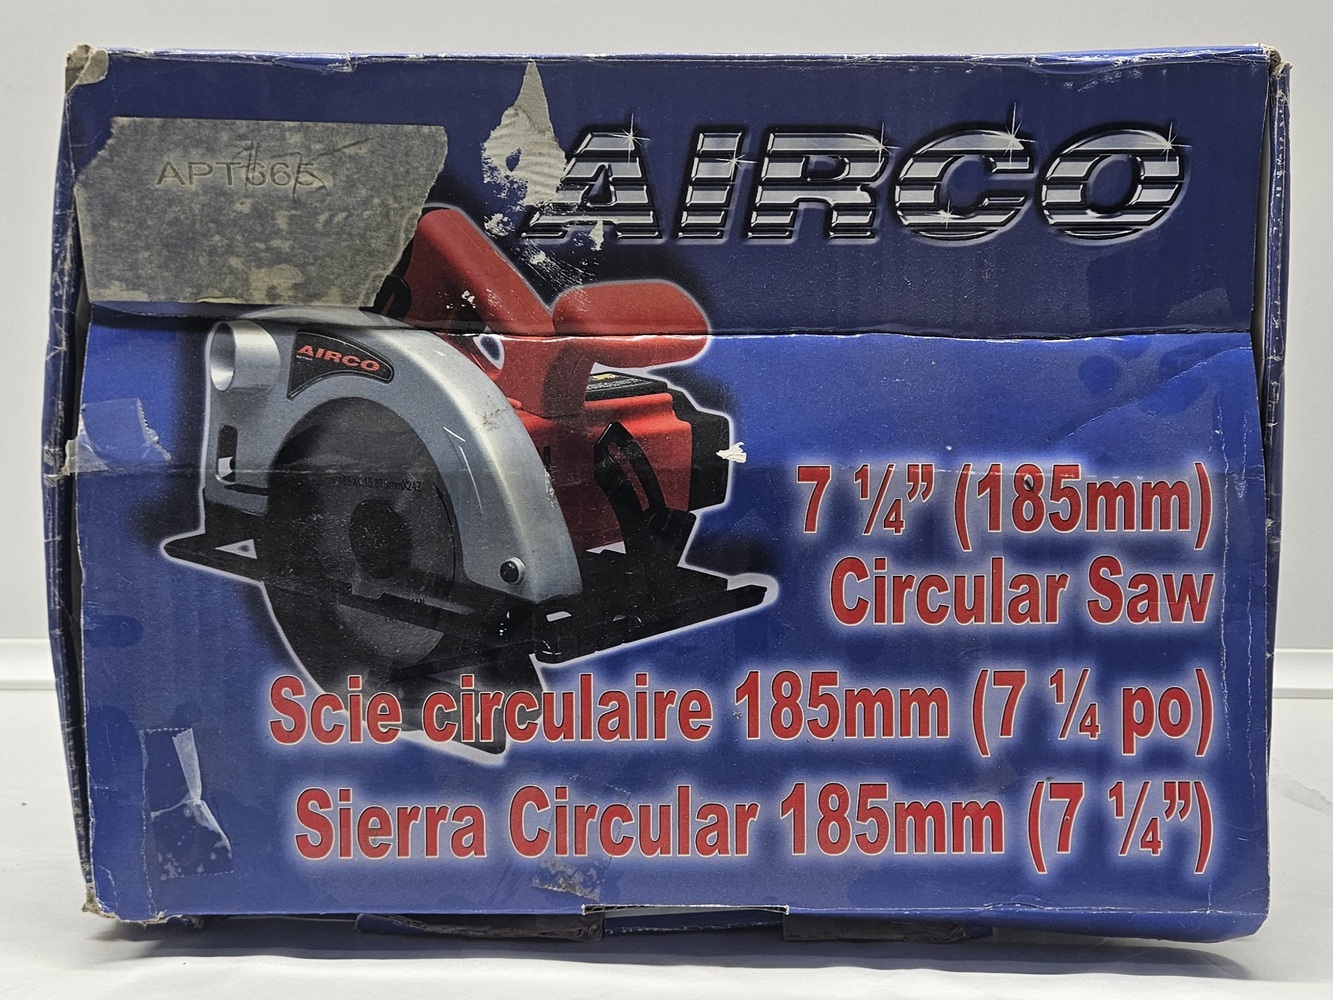 APT665
AIRCO
AIRCO
7 ¼” (185mm)
Circular Saw
Scie circulaire 185mm (7 ¼ po)
Sierra Circular 185mm (7 ¼”)